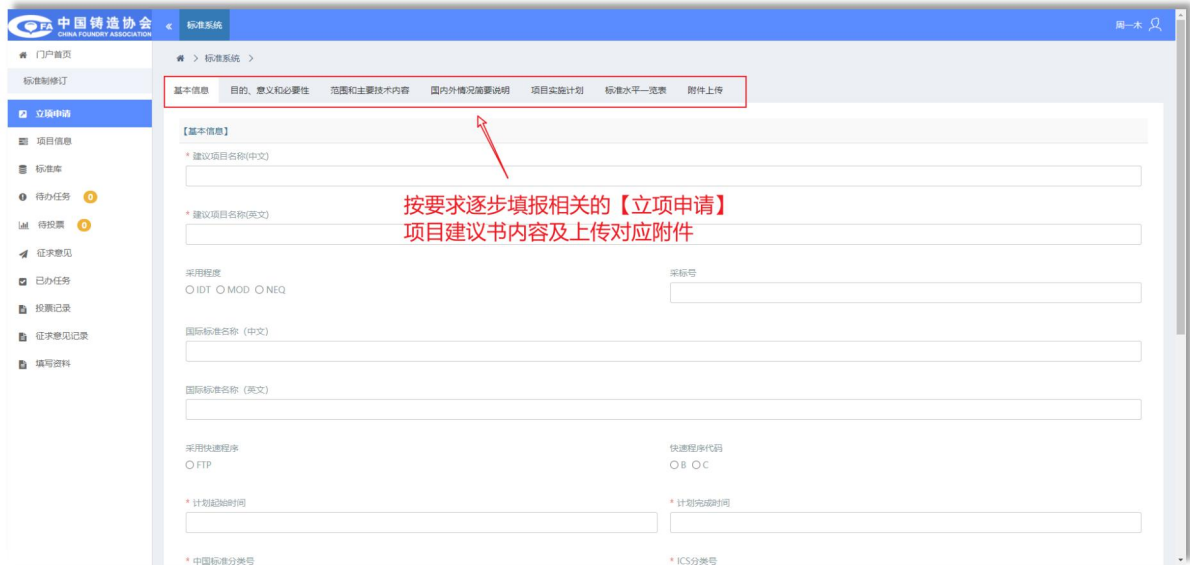 FA 中国铸造协会
CHINA FOUNDRY ASSOCIATION
« 标准系统
周一木
门户首页
标准制修订
立项申请
项目信息
标准库
待办任务 0
待投票 0
征求意见
已办任务
投票记录
征求意见记录
填写资料
> 标准系统 >
基本信息 目的、意义和必要性 范围和主要技术内容 国内外情况简要说明 项目实施计划 标准水平一览表 附件上传
【基本信息】
* 建议项目名称(中文)
按要求逐步填报相关的【立项申请】
项目建议书内容及上传对应附件
* 建议项目名称(英文)
采用程度 采标号
IDT MOD NEQ
国际标准名称（中文）
国际标准名称（英文）
采用快速程序 快速程序代码
FTP B C
* 计划起始时间 * 计划完成时间
* 中国标准分类号 * ICS分类号